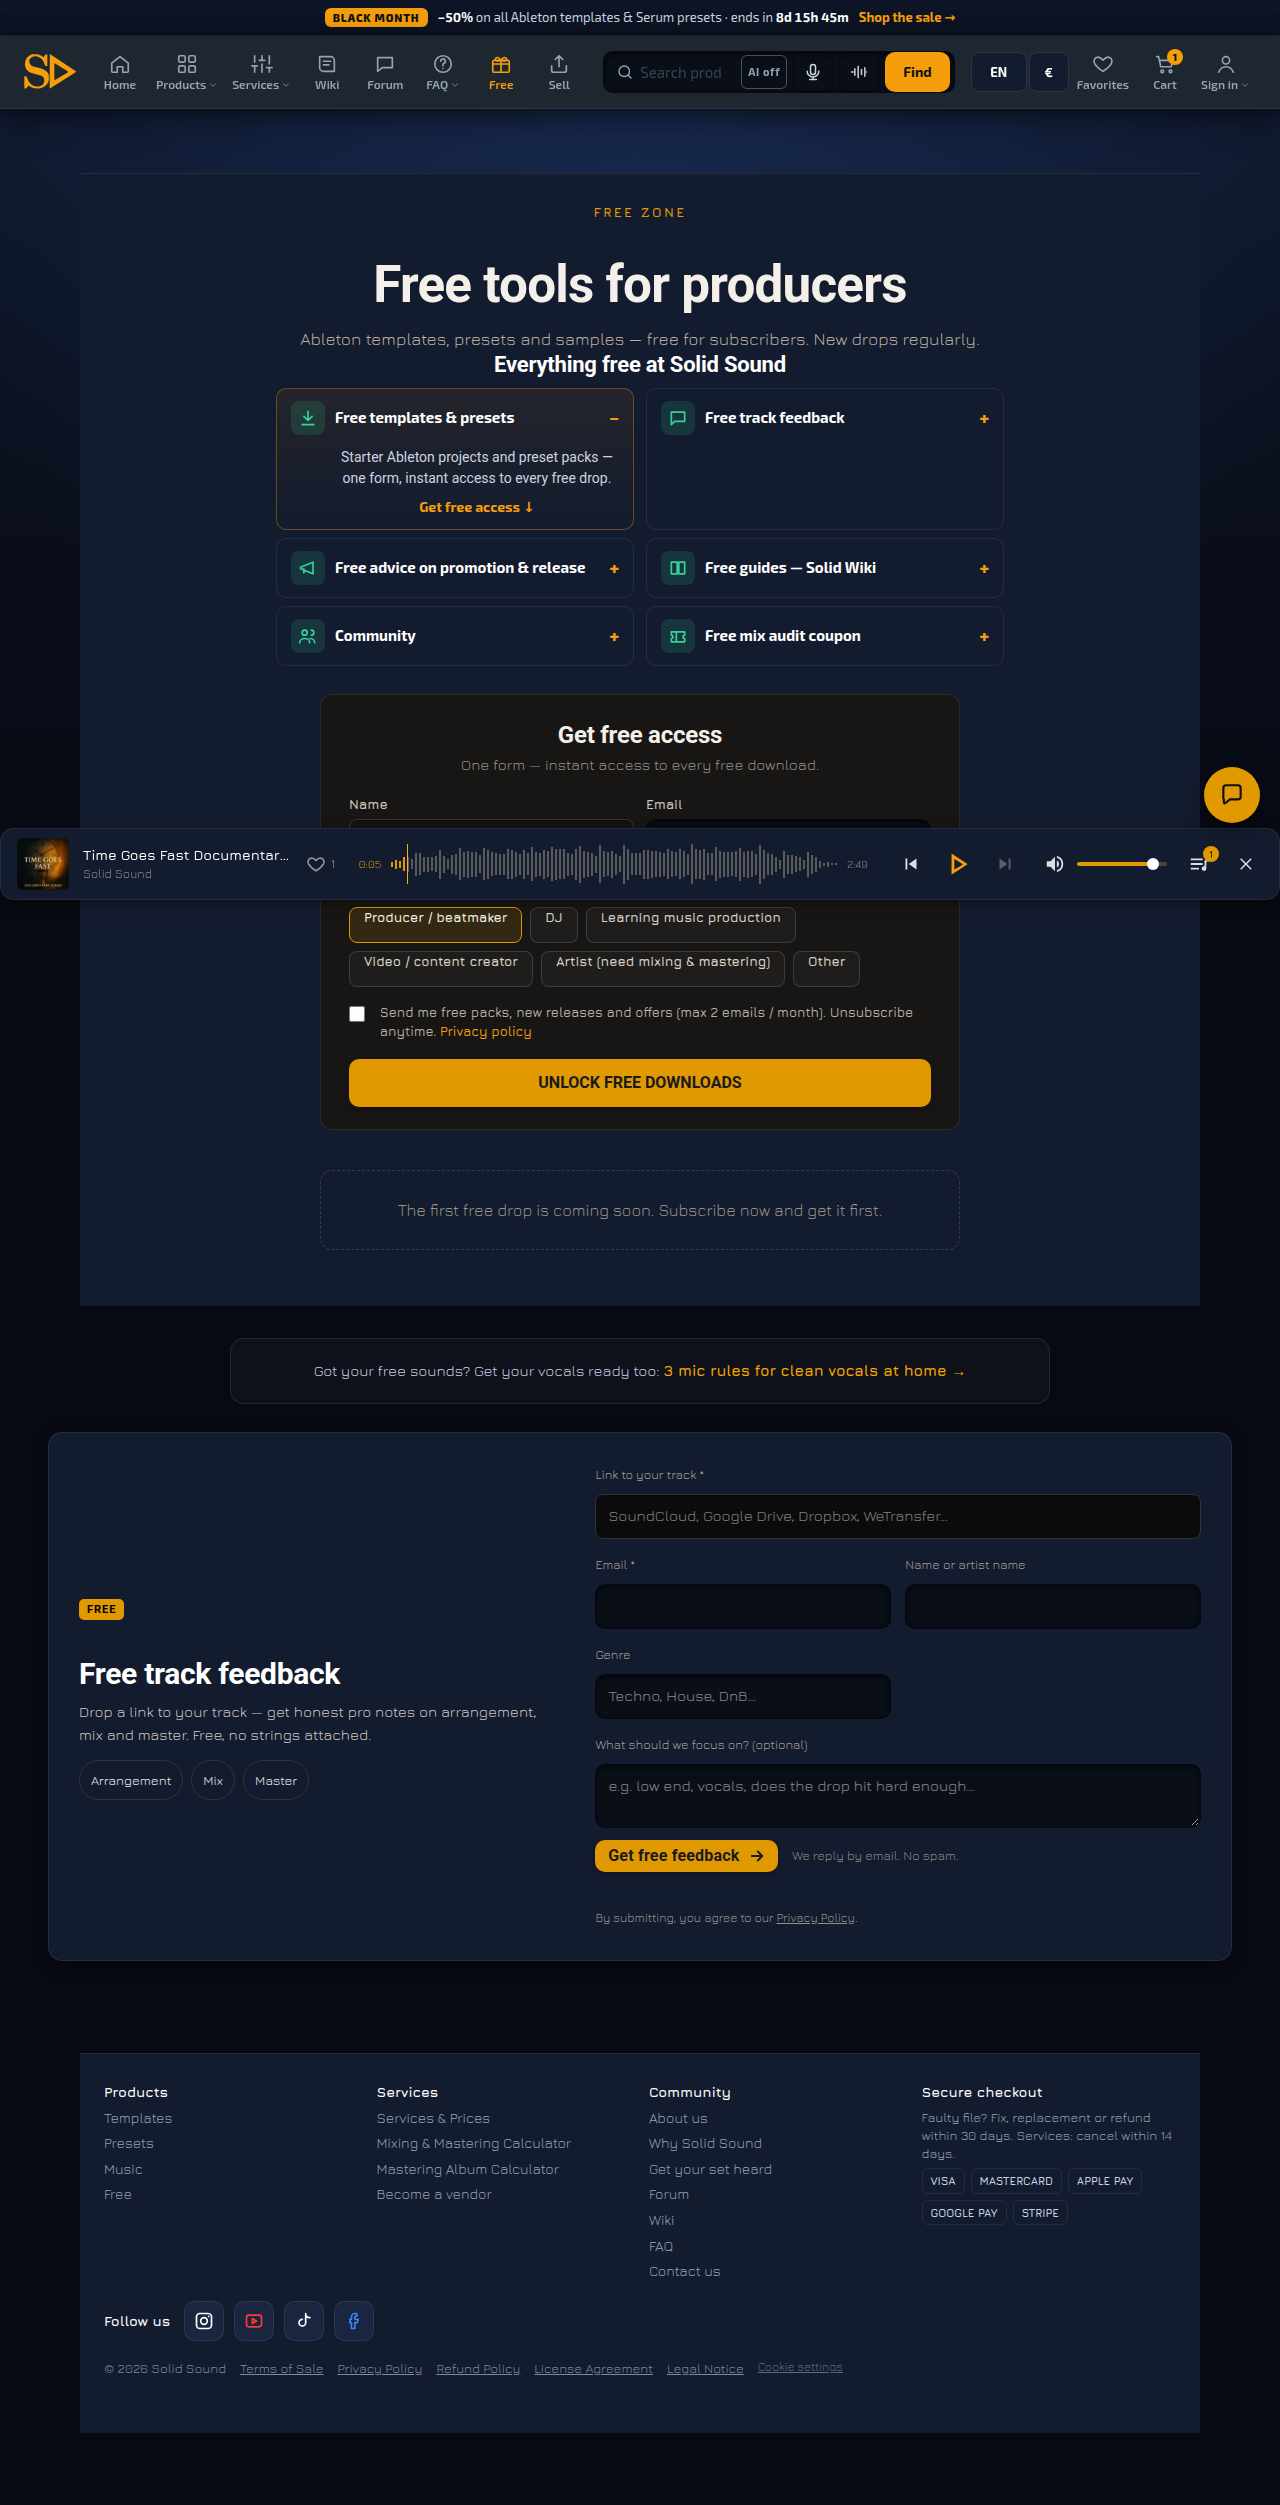 BLACK MONTH −50% on all Ableton templates & Serum presets · ends in 8d 15h 45m Shop the sale →
Home
Products
Services
Wiki
Forum
FAQ
Free
Sell
Search prod
AI off
Find
EN
€
Favorites
1
Cart
Sign in
FREE ZONE
Free tools for producers
Ableton templates, presets and samples — free for subscribers. New drops regularly.
Everything free at Solid Sound
Free templates & presets −
Starter Ableton projects and preset packs —
one form, instant access to every free drop.
Get free access ↓
Free track feedback +
Free advice on promotion & release +
Free guides — Solid Wiki +
Community +
Free mix audit coupon +
Get free access
One form — instant access to every free download.
Name
Email
TIME GOES
FAST
Time Goes Fast Documentar...
Solid Sound
1
0:05
2:49
1
Producer / beatmaker
DJ
Learning music production
Video / content creator
Artist (need mixing & mastering)
Other
Send me free packs, new releases and offers (max 2 emails / month). Unsubscribe
anytime. Privacy policy
UNLOCK FREE DOWNLOADS
The first free drop is coming soon. Subscribe now and get it first.
Got your free sounds? Get your vocals ready too: 3 mic rules for clean vocals at home →
FREE
Free track feedback
Drop a link to your track — get honest pro notes on arrangement,
mix and master. Free, no strings attached.
Arrangement
Mix
Master
Link to your track *
SoundCloud, Google Drive, Dropbox, WeTransfer...
Email *
Name or artist name
Genre
Techno, House, DnB...
What should we focus on? (optional)
e.g. low end, vocals, does the drop hit hard enough...
Get free feedback →
We reply by email. No spam.
By submitting, you agree to our Privacy Policy.
Products
Templates
Presets
Music
Free
Services
Services & Prices
Mixing & Mastering Calculator
Mastering Album Calculator
Become a vendor
Community
About us
Why Solid Sound
Get your set heard
Forum
Wiki
FAQ
Contact us
Secure checkout
Faulty file? Fix, replacement or refund
within 30 days. Services: cancel within 14
days.
VISA
MASTERCARD
APPLE PAY
GOOGLE PAY
STRIPE
Follow us
© 2026 Solid Sound Terms of Sale Privacy Policy Refund Policy License Agreement Legal Notice Cookie settings